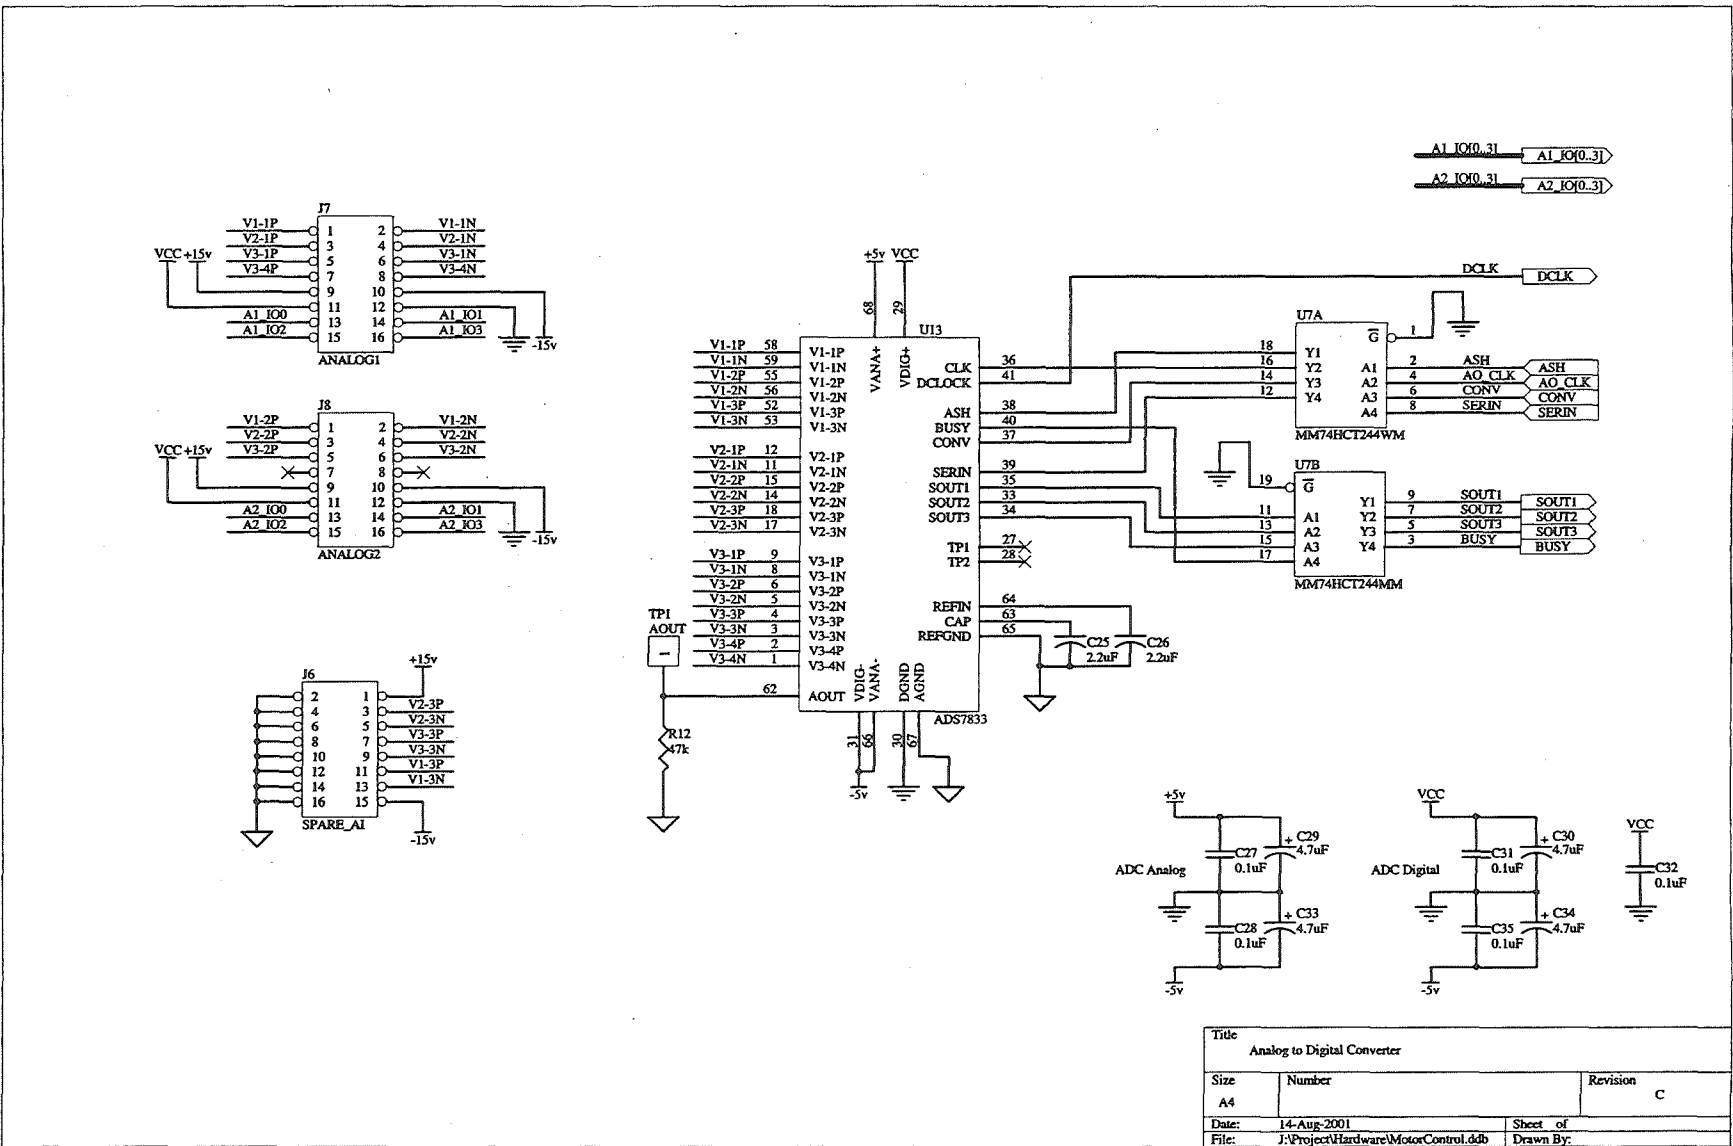 A1_IO[0..3] A1_IO[0..3]
A2_IO[0..3] A2_IO[0..3]
J7
V1-1P 1 2 V1-1N
V2-1P 3 4 V2-1N
VCC +15v V3-1P 5 6 V3-1N
V3-4P 7 8 V3-4N
9 10
11 12
A1_IO0 13 14 A1_IO1
A1_IO2 15 16 A1_IO3
-15v
ANALOG1
J8
V1-2P 1 2 V1-2N
V2-2P 3 4 V2-2N
VCC +15v V3-2P 5 6 V3-2N
7 8
9 10
11 12
A2_IO0 13 14 A2_IO1
A2_IO2 15 16 A2_IO3
-15v
ANALOG2
J6
+15v
2 1
4 3 V2-3P
6 5 V2-3N
8 7 V3-3P
10 9 V3-3N
12 11 V1-3P
14 13 V1-3N
16 15
SPARE_AI
-15v
TP1
AOUT
R12
47k
+5v VCC
68 29
U13
VANA+ VDIG+
V1-1P 58 V1-1P
V1-1N 59 V1-1N
V1-2P 55 V1-2P
V1-2N 56 V1-2N
V1-3P 52 V1-3P
V1-3N 53 V1-3N
V2-1P 12 V2-1P
V2-1N 11 V2-1N
V2-2P 15 V2-2P
V2-2N 14 V2-2N
V2-3P 18 V2-3P
V2-3N 17 V2-3N
V3-1P 9 V3-1P
V3-1N 8 V3-1N
V3-2P 6 V3-2P
V3-2N 5 V3-2N
V3-3P 4 V3-3P
V3-3N 3 V3-3N
V3-4P 2 V3-4P
V3-4N 1 V3-4N
62 AOUT
CLK 36
DCLOCK 41
ASH 38
BUSY 40
CONV 37
SERIN 39
SOUT1 35
SOUT2 33
SOUT3 34
TP1 27
TP2 28
REFIN 64
CAP 63
REFGND 65
VDIG- VANA- DGND AGND
ADS7833
31 66 30 67
-5v
C25
2.2uF
C26
2.2uF
DCLK DCLK
U7A
G 1
18 Y1
16 Y2 A1 2 ASH ASH
14 Y3 A2 4 AO_CLK AO_CLK
12 Y4 A3 6 CONV CONV
A4 8 SERIN SERIN
MM74HCT244WM
U7B
19 G
Y1 9 SOUT1 SOUT1
11 A1 Y2 7 SOUT2 SOUT2
13 A2 Y3 5 SOUT3 SOUT3
15 A3 Y4 3 BUSY BUSY
17 A4
MM74HCT244MM
+5v
ADC Analog
C27
0.1uF
+ C29
4.7uF
C28
0.1uF
+ C33
4.7uF
-5v
VCC
ADC Digital
C31
0.1uF
+ C30
4.7uF
C35
0.1uF
+ C34
4.7uF
-5v
VCC
C32
0.1uF
Title
Analog to Digital Converter
Size Number Revision
A4 C
Date: 14-Aug-2001 Sheet of
File: J:\Project\Hardware\MotorControl.ddb Drawn By: